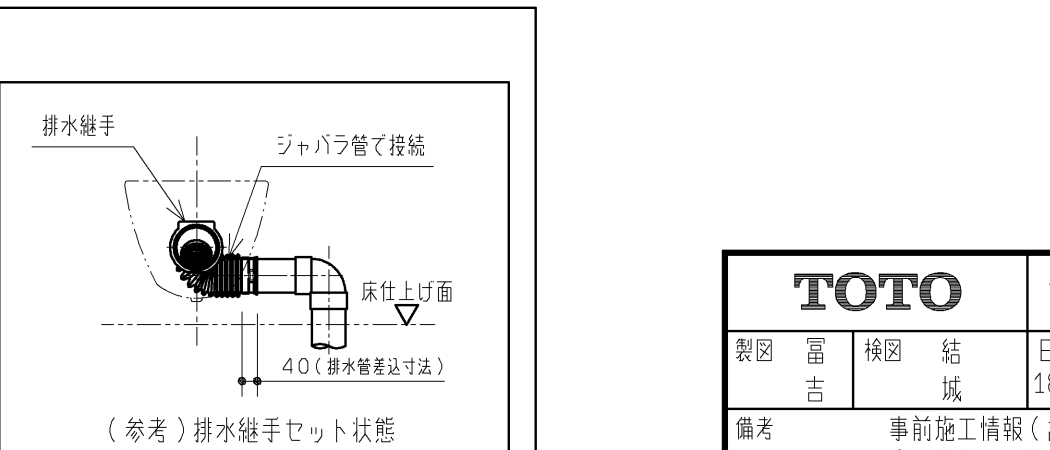 排水継手
ジャバラ管で接続
床仕上げ面
40(排水管差込寸法)
(参考)排水継手セット状態
TOTO
製図 冨吉 検図 結城 日
18
備考 事前施工情報(